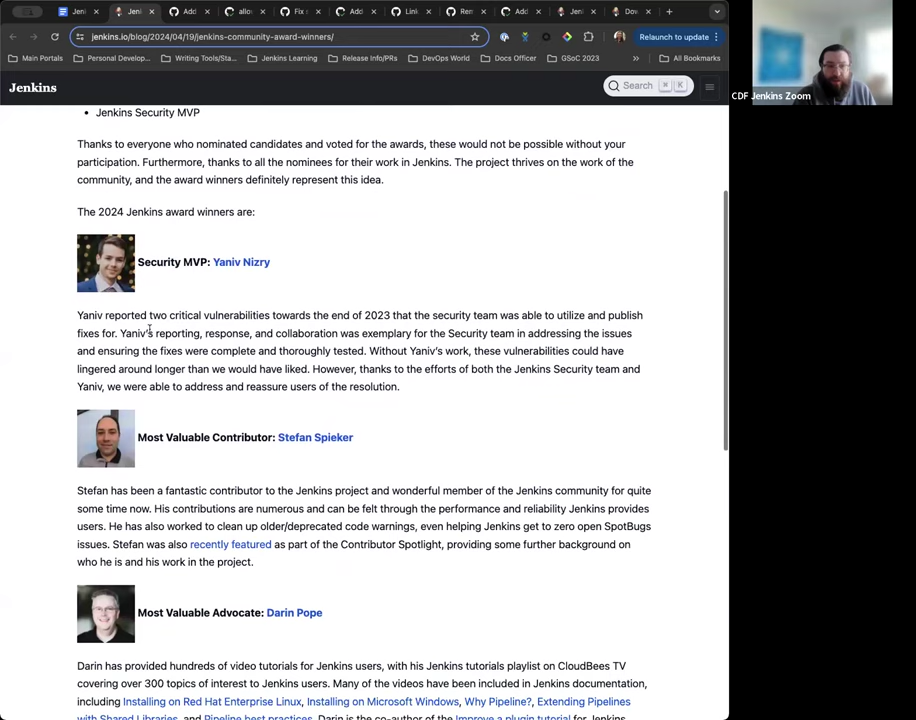 Jenl
Jenl
Add
allo
Fix
Add
Link
Rem
Add
Jen
Dov
jenkins.io/blog/2024/04/19/jenkins-community-award-winners/
Relaunch to update
Main Portals
Personal Develop...
Writing Tools/Sta...
Jenkins Learning
Release Info/PRs
DevOps World
Docs Officer
GSoC 2023
»
All Bookmarks
CDF Jenkins Zoom
Jenkins
Search ⌘ K
• Jenkins Security MVP
Thanks to everyone who nominated candidates and voted for the awards, these would not be possible without your
participation. Furthermore, thanks to all the nominees for their work in Jenkins. The project thrives on the work of the
community, and the award winners definitely represent this idea.
The 2024 Jenkins award winners are:
Security MVP: Yaniv Nizry
Yaniv reported two critical vulnerabilities towards the end of 2023 that the security team was able to utilize and publish
fixes for. Yaniv's reporting, response, and collaboration was exemplary for the Security team in addressing the issues
and ensuring the fixes were complete and thoroughly tested. Without Yaniv's work, these vulnerabilities could have
lingered around longer than we would have liked. However, thanks to the efforts of both the Jenkins Security team and
Yaniv, we were able to address and reassure users of the resolution.
Most Valuable Contributor: Stefan Spieker
Stefan has been a fantastic contributor to the Jenkins project and wonderful member of the Jenkins community for quite
some time now. His contributions are numerous and can be felt through the performance and reliability Jenkins provides
users. He has also worked to clean up older/deprecated code warnings, even helping Jenkins get to zero open SpotBugs
issues. Stefan was also recently featured as part of the Contributor Spotlight, providing some further background on
who he is and his work in the project.
Most Valuable Advocate: Darin Pope
Darin has provided hundreds of video tutorials for Jenkins users, with his Jenkins tutorials playlist on CloudBees TV
covering over 300 topics of interest to Jenkins users. Many of the videos have been included in Jenkins documentation,
including Installing on Red Hat Enterprise Linux, Installing on Microsoft Windows, Why Pipeline?, Extending Pipelines
with Shared Libraries, and Pipeline best practices. Darin is the co-author of the Improve a plugin tutorial for Jenkins